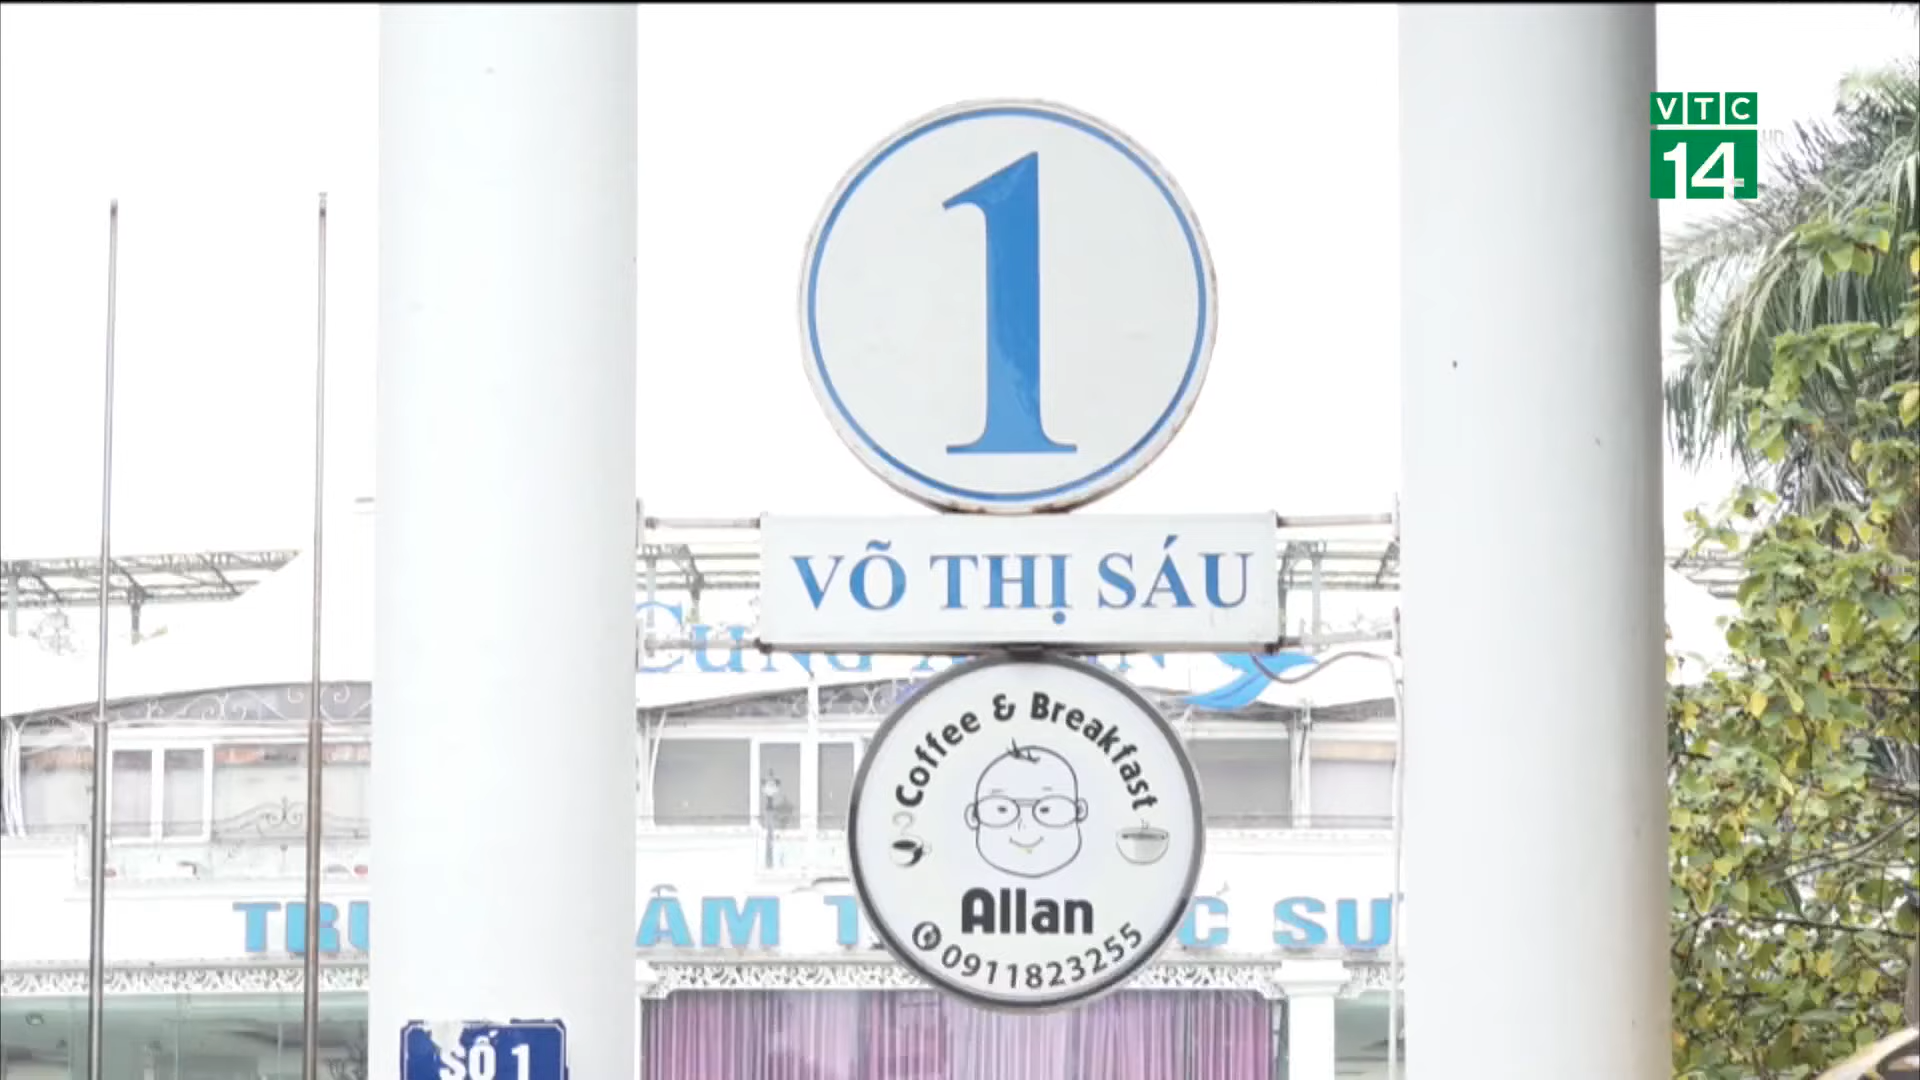 VTC
14
1
VÕ THỊ SÁU
Coffee & Breakfast
Allan
0911823255
SỐ 1